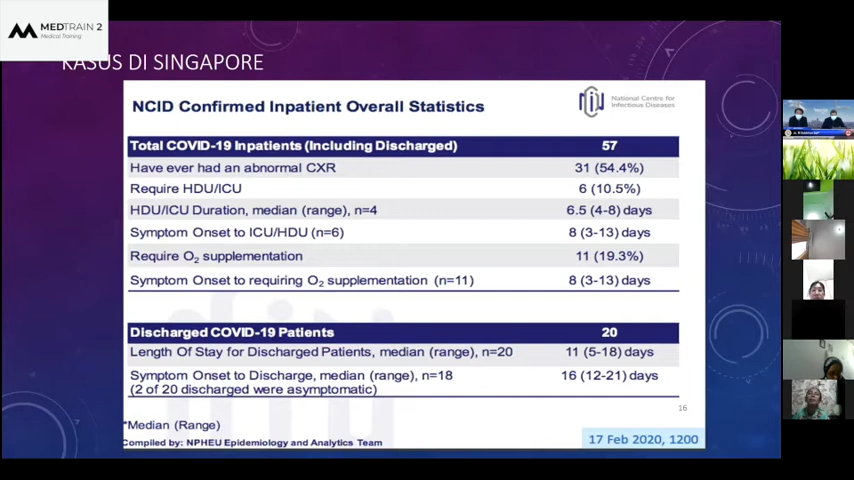 MEDTRAIN 2
Medical Training
KASUS DI SINGAPORE
NCID Confirmed Inpatient Overall Statistics
National Centre for
Infectious Diseases
Total COVID-19 Inpatients (Including Discharged) 57
Have ever had an abnormal CXR 31 (54.4%)
Require HDU/ICU 6 (10.5%)
HDU/ICU Duration, median (range), n=4 6.5 (4-8) days
Symptom Onset to ICU/HDU (n=6) 8 (3-13) days
Require O₂ supplementation 11 (19.3%)
Symptom Onset to requiring O₂ supplementation (n=11) 8 (3-13) days
Discharged COVID-19 Patients 20
Length Of Stay for Discharged Patients, median (range), n=20 11 (5-18) days
Symptom Onset to Discharge, median (range), n=18 16 (12-21) days
(2 of 20 discharged were asymptomatic)
16
*Median (Range)
Compiled by: NPHEU Epidemiology and Analytics Team
17 Feb 2020, 1200